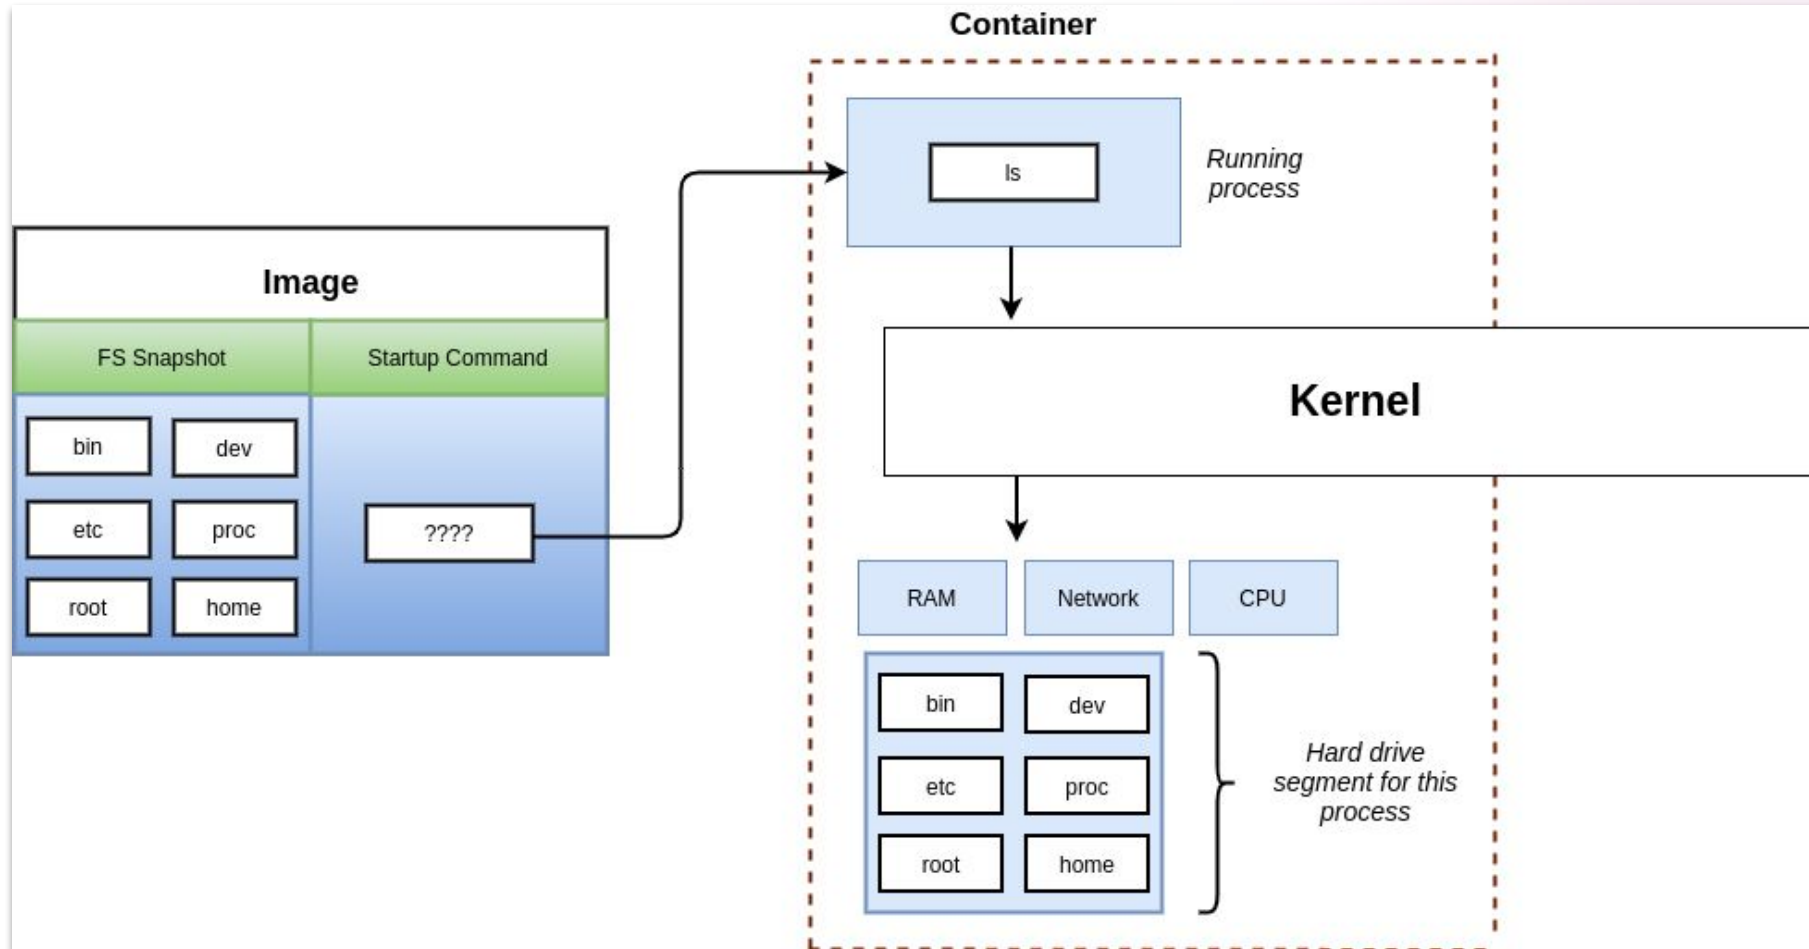 Container
ls
Running
process
Image
FS Snapshot
Startup Command
bin
dev
etc
proc
root
home
????
Kernel
RAM
Network
CPU
bin
dev
etc
proc
root
home
Hard drive
segment for this
process